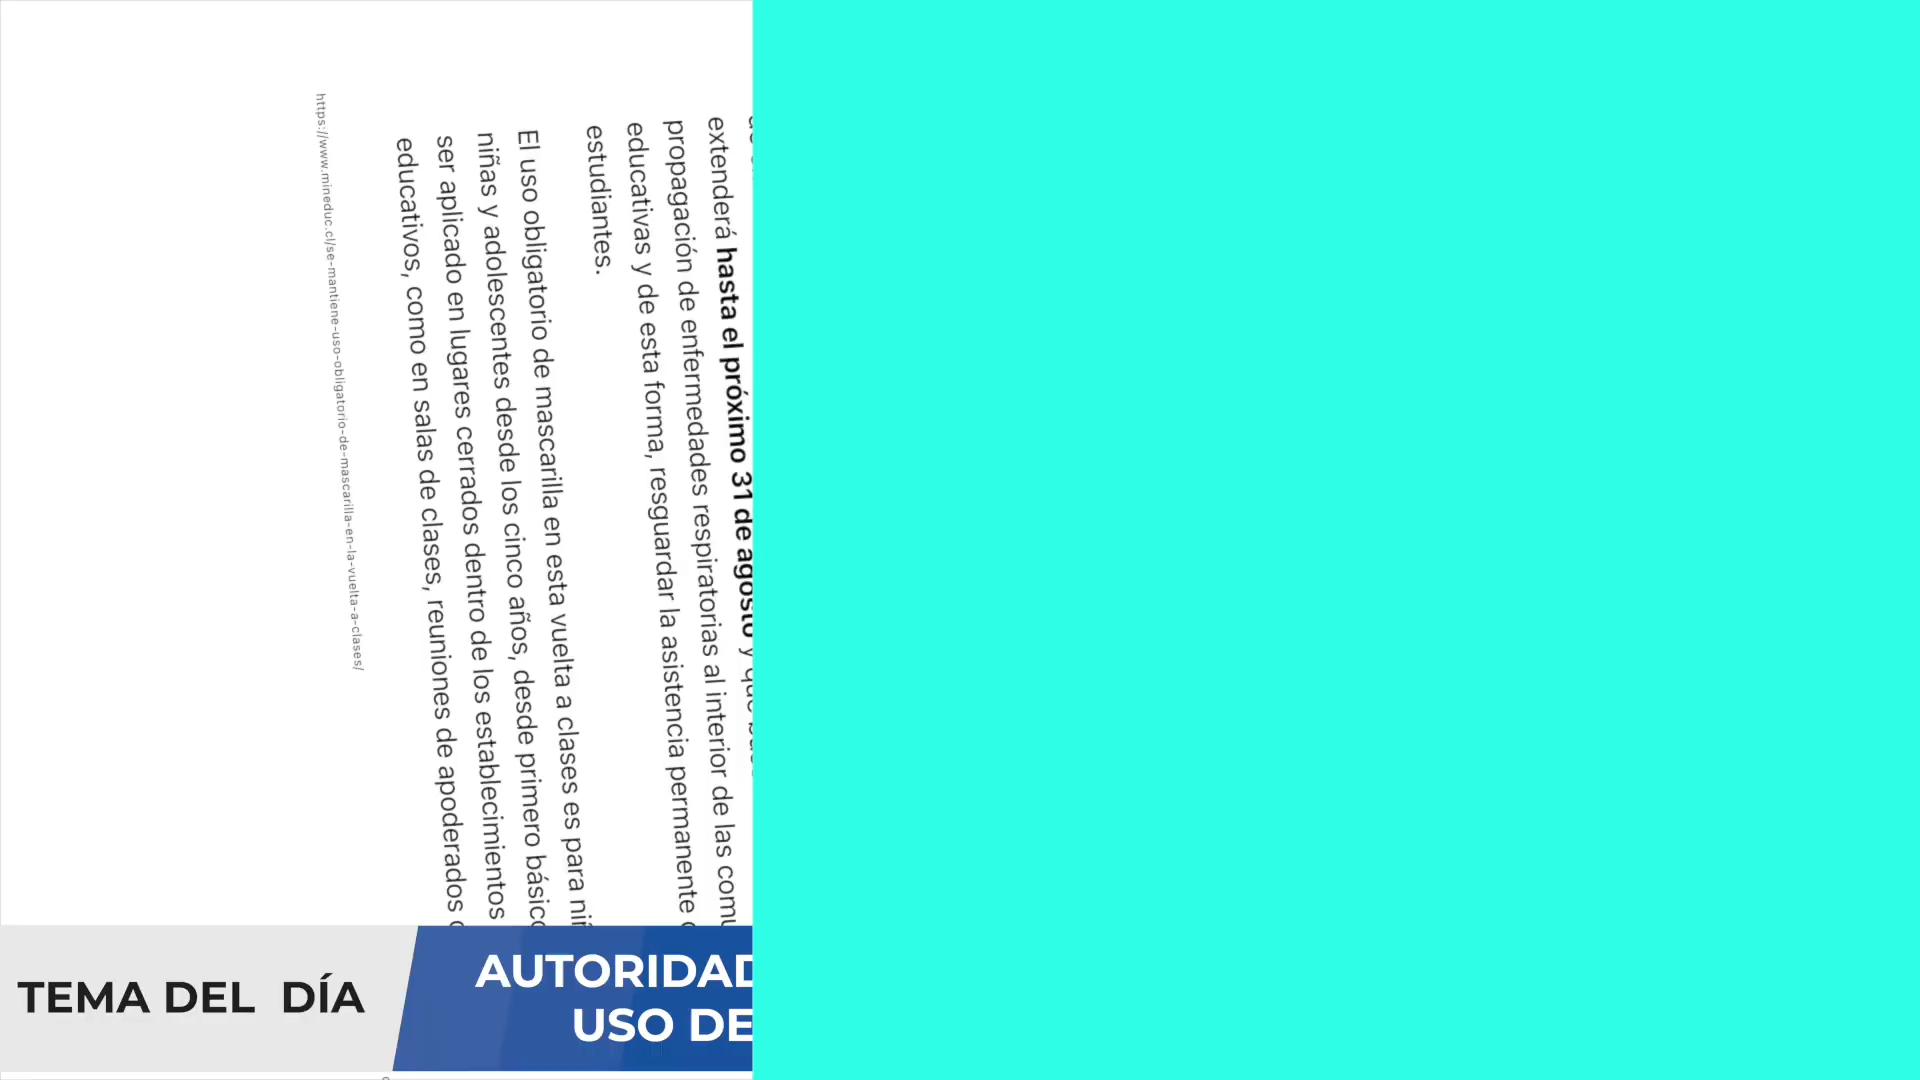 extenderá hasta el próximo 31 de agosto y
propagación de enfermedades respiratorias al interior de las
educativas y de esta forma, resguardar la asistencia permanente
estudiantes.
El uso obligatorio de mascarilla en esta vuelta a clases es para
niñas y adolescentes desde los cinco años, desde primero
ser aplicado en lugares cerrados dentro de los establecimientos
educativos, como en salas de clases, reuniones de apoderados
https://www.mineduc.cl/se-mantiene-uso-obligatorio-de-mascarilla-en-la-vuelta-a-clases/
TEMA DEL DÍA
AUTORIDAD
USO DE